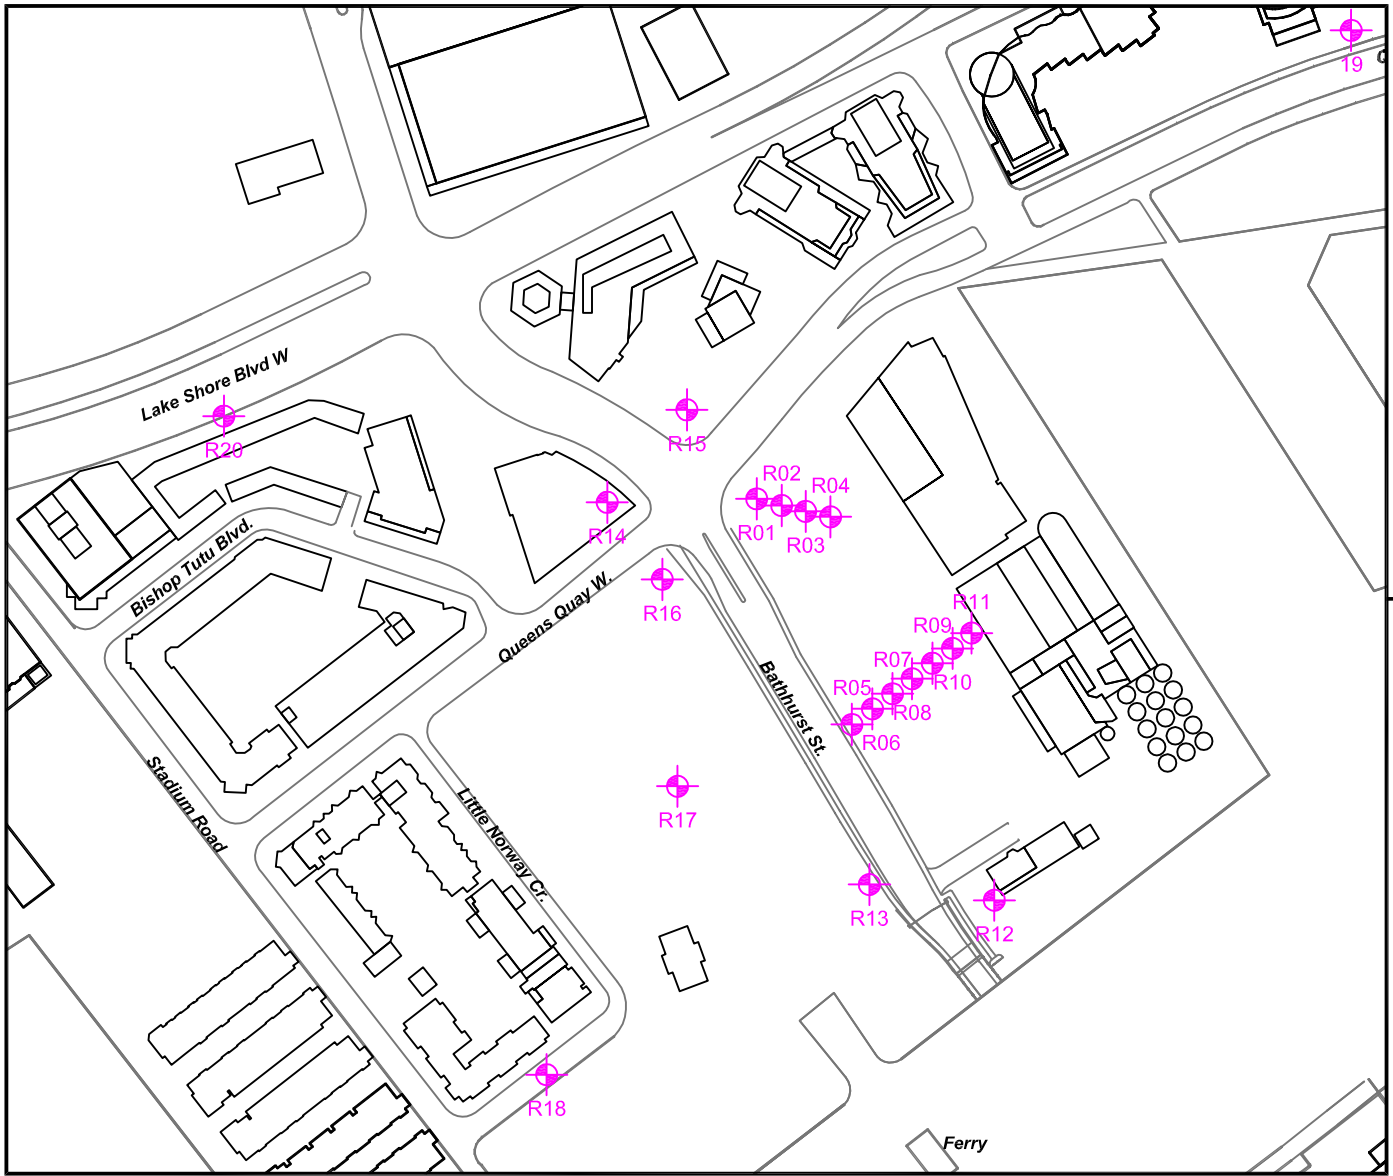 19
Q
Lake Shore Blvd W
R20
R15
R02
R04
R01
R03
R14
Bishop Tutu Blvd.
Queens Quay W.
R16
R11
R09
R07
R10
R05
R08
R06
Bathhurst St.
Stadium Road
Little Norway Cr.
R17
R13
R12
R18
Ferry